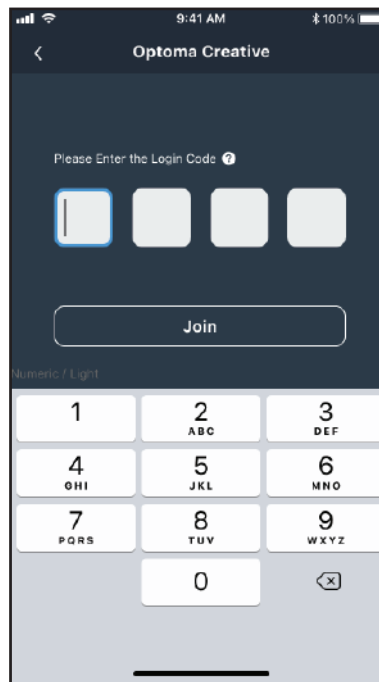 9:41 AM 100%
Optoma Creative
Please Enter the Login Code ?
Join
Numeric / Light
1 2 3
ABC DEF
4 5 6
GHI JKL MNO
7 8 9
PQRS TUV WXYZ
0